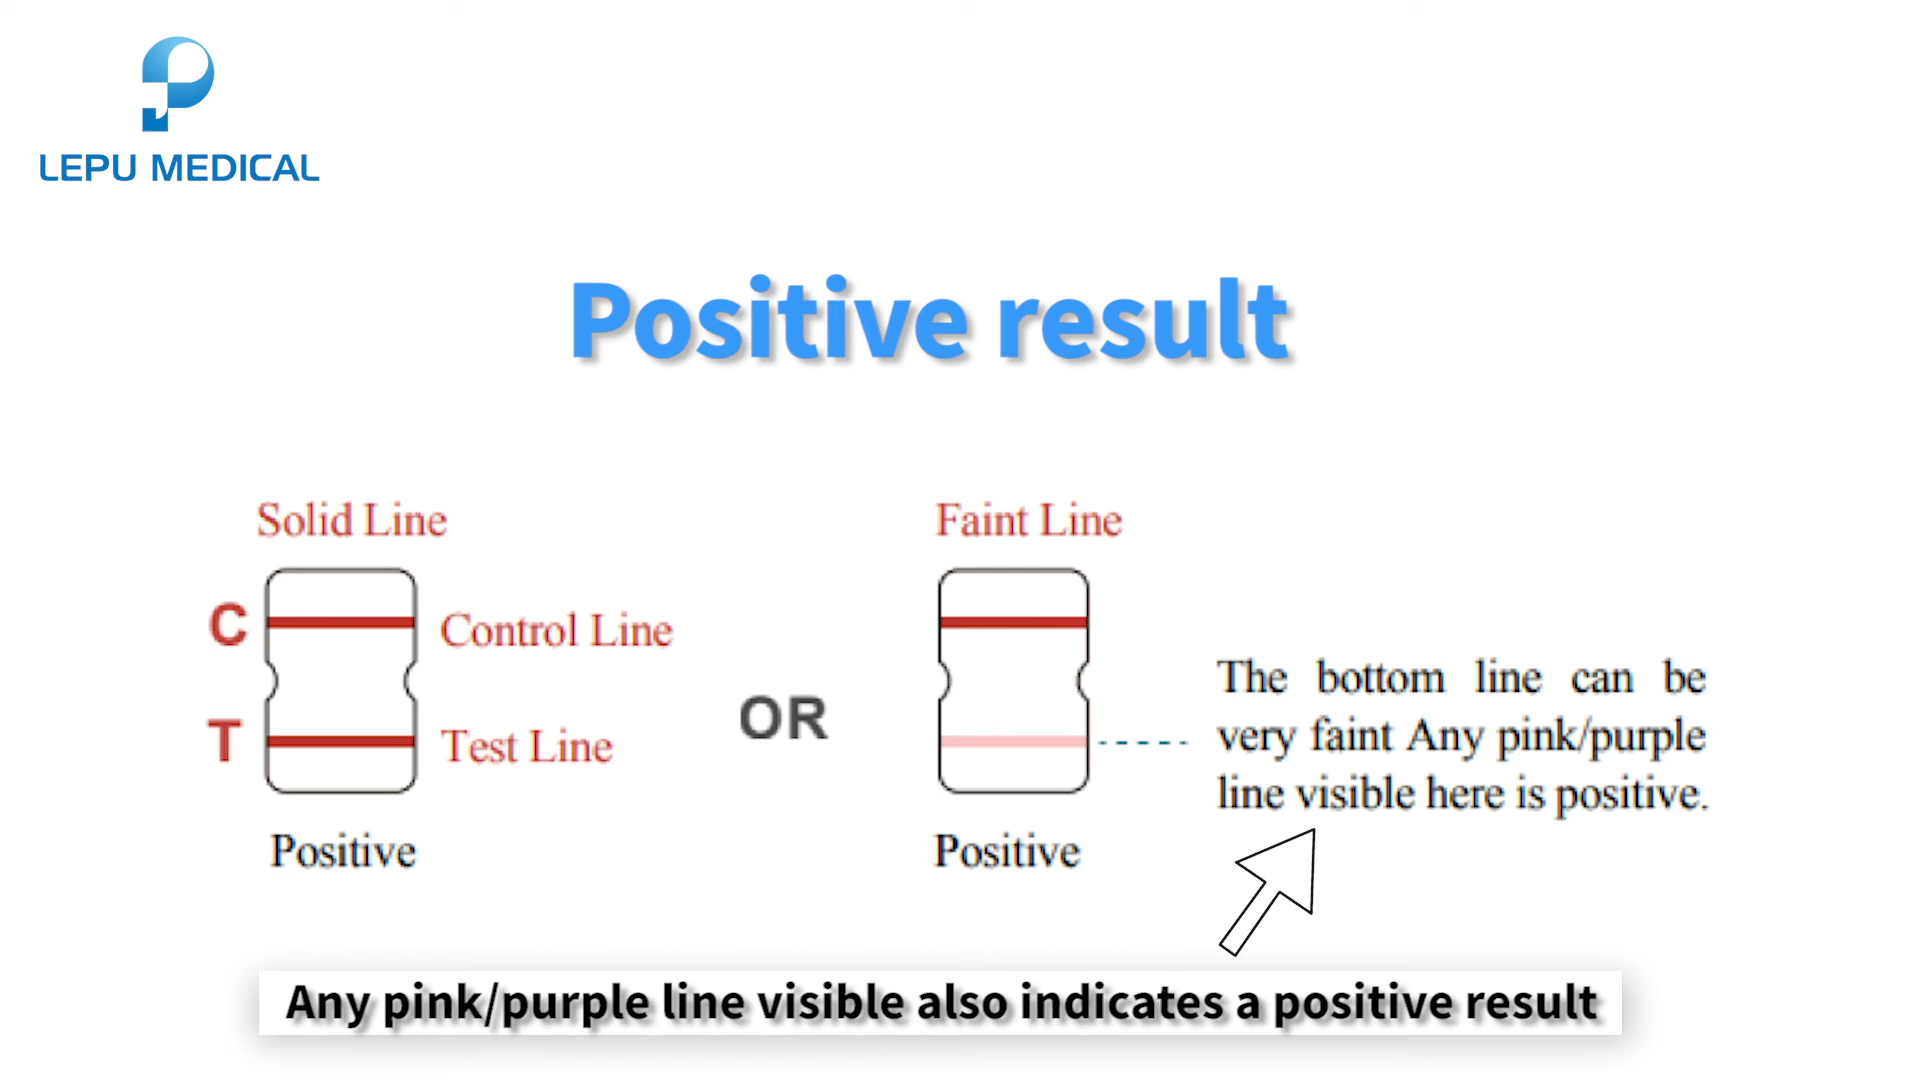 LEPU MEDICAL
Positive result
Solid Line
C
Control Line
T
Test Line
Positive
OR
Faint Line
Positive
The bottom line can be
very faint Any pink/purple
line visible here is positive.
Any pink/purple line visible also indicates a positive result